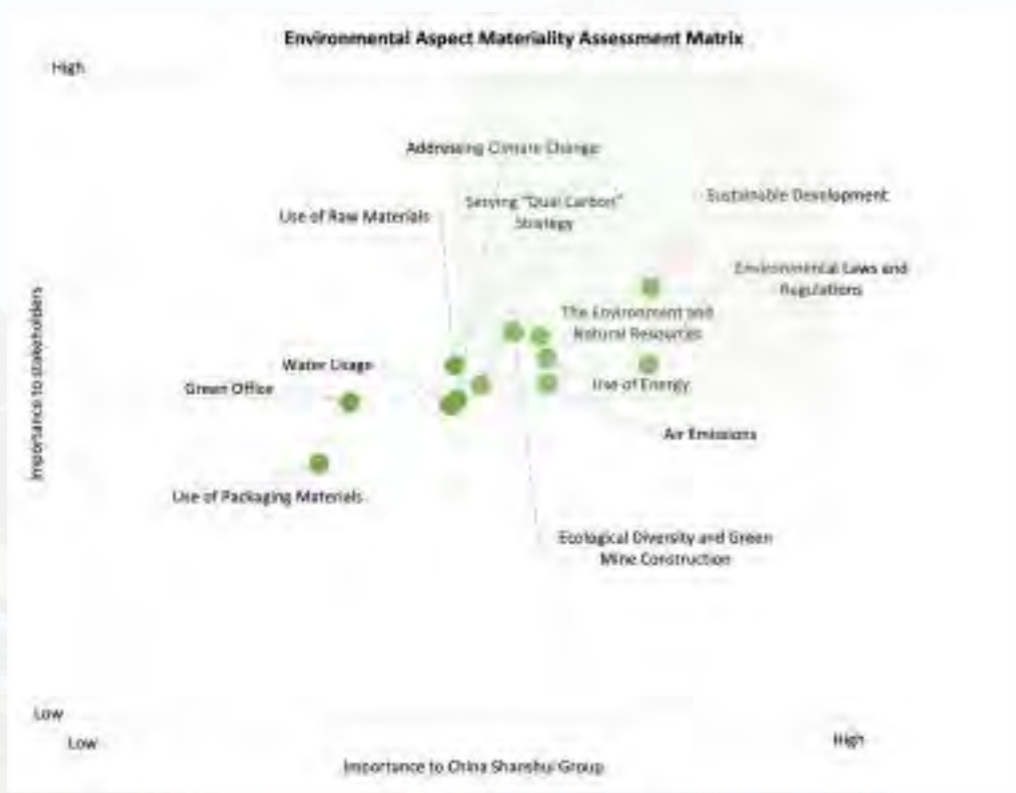 Environmental Aspect Materiality Assessment Matrix
High
Addressing Climate Change
Sustainable Development
Serving "Dual Carbon"
Strategy
Use of Raw Materials
Environmental Laws and
Regulations
The Environment and
Natural Resources
Importance to stakeholders
Water Usage
Green Office
Use of Energy
Air Emissions
Use of Packaging Materials
Ecological Diversity and Green
Mine Construction
Low
Low
High
Importance to China Shanshui Group